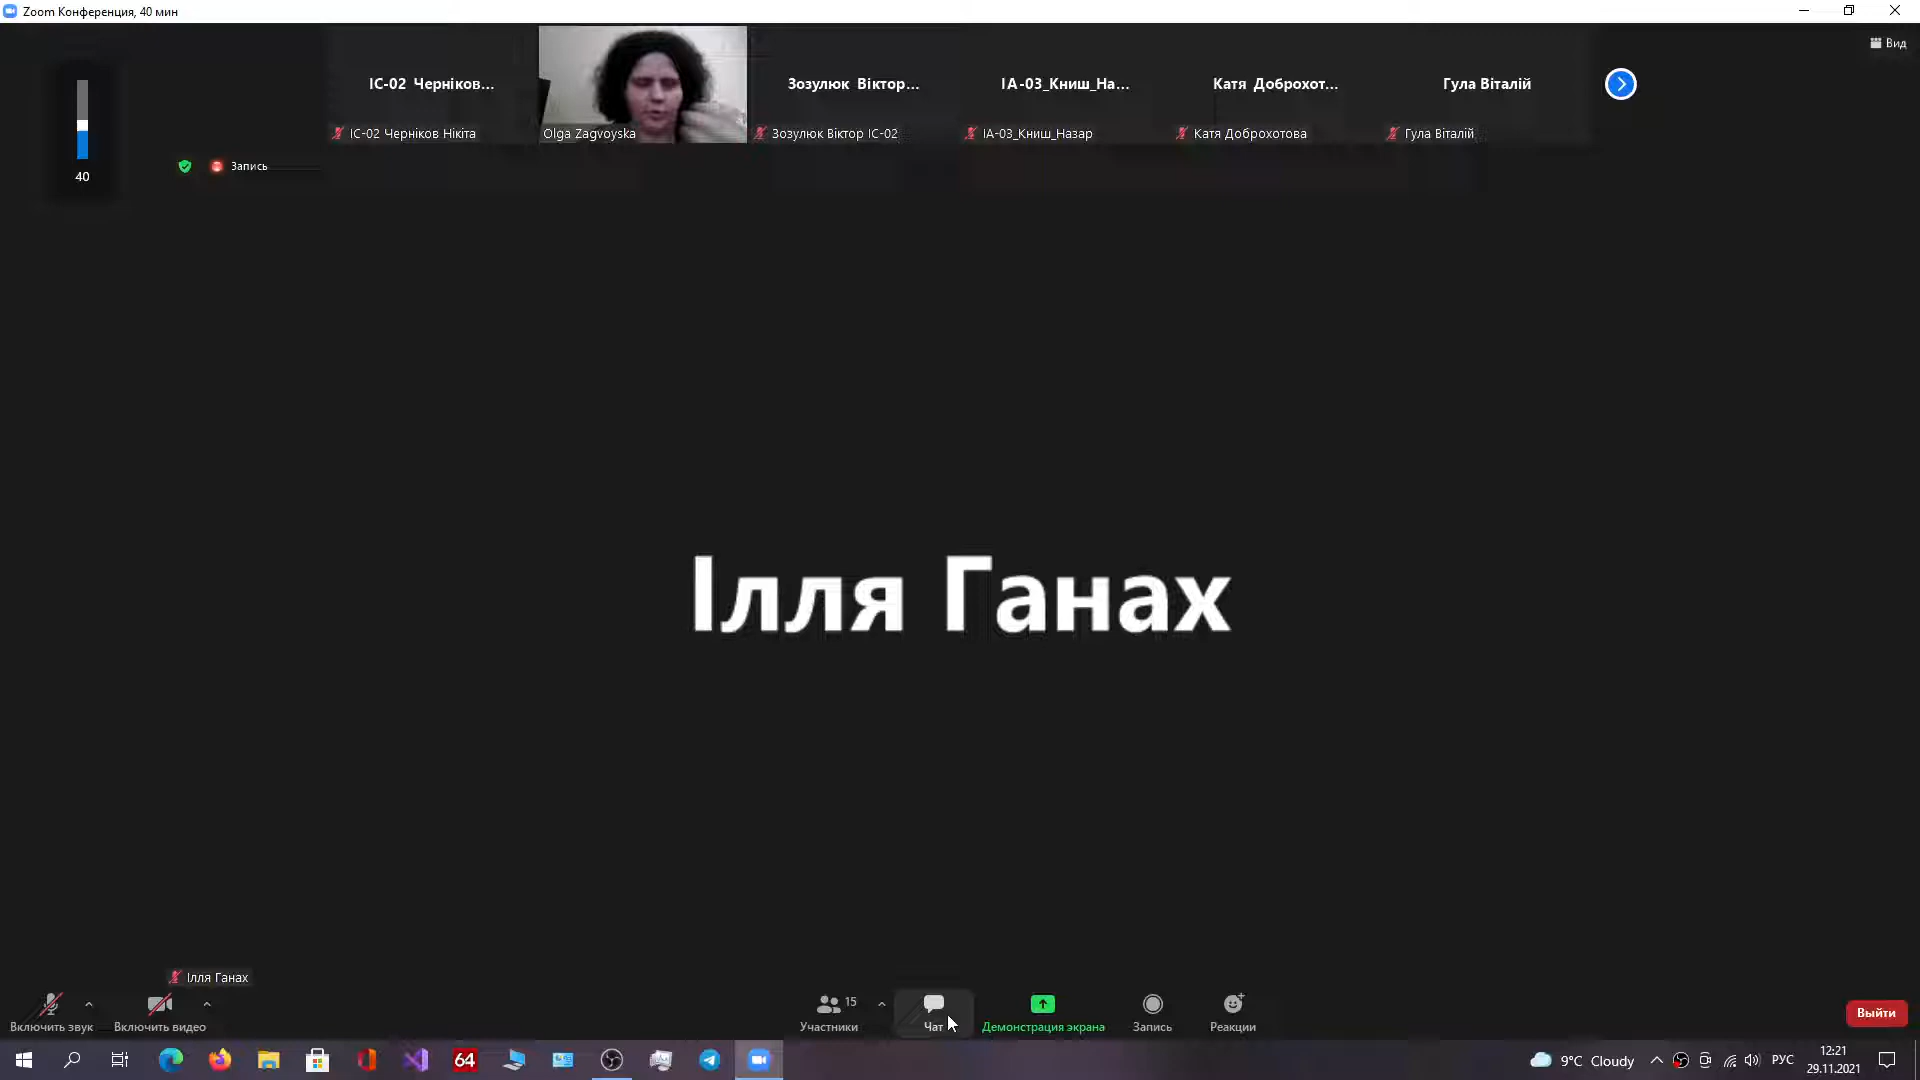 Zoom Конференция, 40 мин
Вид
ІС-02 Черніков...
Зозулюк Віктор...
ІА-03_Книш_На...
Катя Доброхот...
Гула Віталій
ІС-02 Черніков Нікіта
Olga Zagvoyska
Зозулюк Віктор ІС-02
ІА-03_Книш_Назар
Катя Доброхотова
Гула Віталій
40
Запись
Ілля Ганах
Ілля Ганах
Включить звук
Включить видео
15
Участники
Чат
Демонстрация экрана
Запись
Реакции
Выйти
64
9°C Cloudy
РУС
12:21
29.11.2021